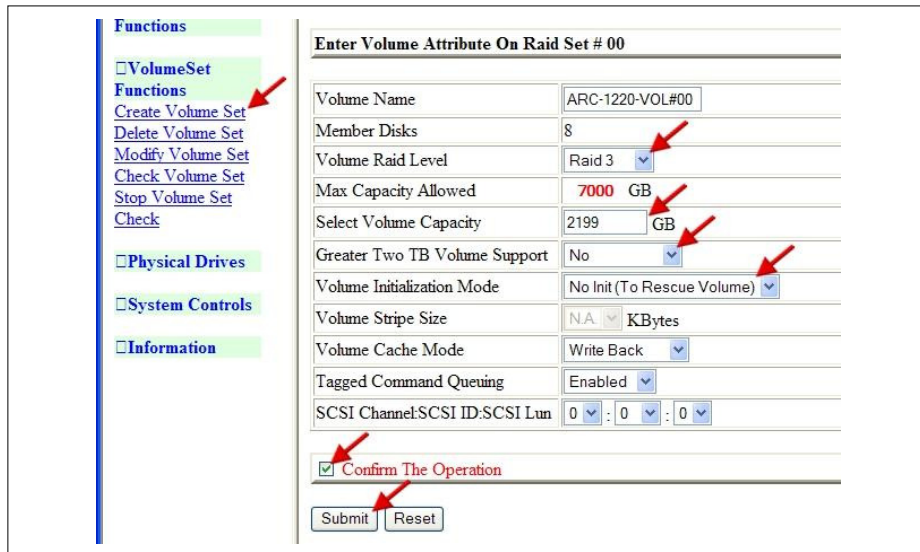 Functions
□VolumeSet
Functions
Create Volume Set
Delete Volume Set
Modify Volume Set
Check Volume Set
Stop Volume Set
Check
□Physical Drives
□System Controls
□Information
Enter Volume Attribute On Raid Set # 00
Volume Name ARC-1220-VOL#00
Member Disks 8
Volume Raid Level Raid 3
Max Capacity Allowed 7000 GB
Select Volume Capacity 2199 GB
Greater Two TB Volume Support No
Volume Initialization Mode No Init (To Rescue Volume)
Volume Stripe Size N.A. KBytes
Volume Cache Mode Write Back
Tagged Command Queuing Enabled
SCSI Channel:SCSI ID:SCSI Lun 0 : 0 : 0
Confirm The Operation
Submit Reset